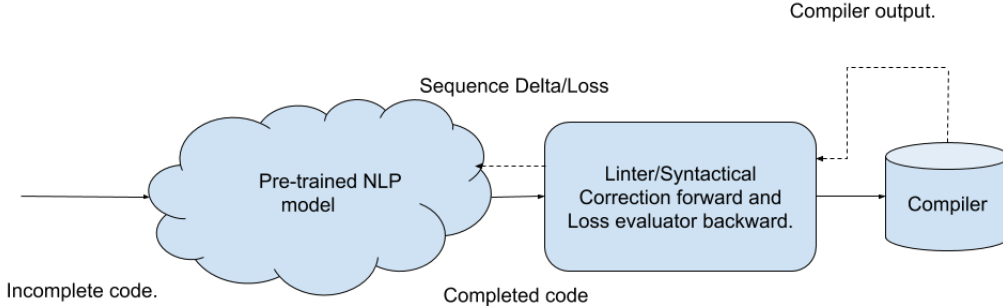 Compiler output.
Sequence Delta/Loss
Pre-trained NLP
model
Linter/Syntactical
Correction forward and
Loss evaluator backward.
Compiler
Incomplete code.
Completed code